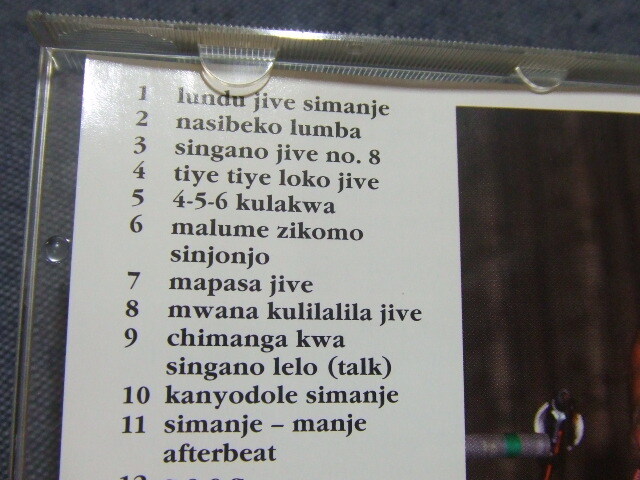 1 lundu jive simanje
2 nasibeko lumba
3 singano jive no. 8
4 tiye tiye loko jive
5 4-5-6 kulakwa
6 malume zikomo
sinjonjo
7 mapasa jive
8 mwana kulilalila jive
9 chimanga kwa
singano lelo (talk)
10 kanyodole simanje
11 simanje – manje
afterbeat